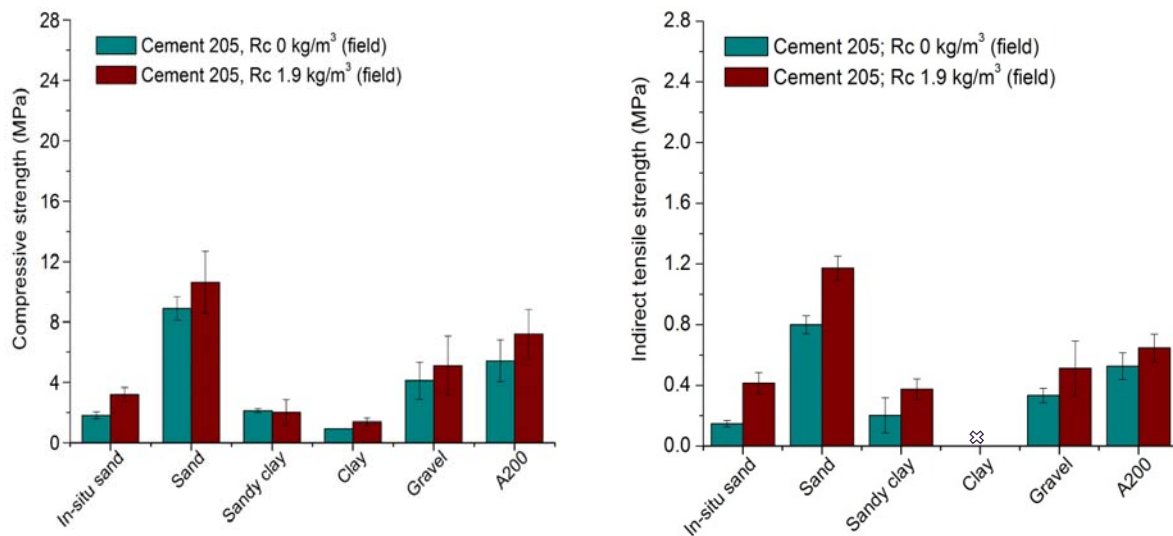 Compressive strength (MPa)
28
24
20
16
12
8
4
0
Cement 205, Rc 0 kg/m³ (field)
Cement 205, Rc 1.9 kg/m³ (field)
In-situ sand
Sand
Sandy clay
Clay
Gravel
A200
Indirect tensile strength (MPa)
2.8
2.4
2.0
1.6
1.2
0.8
0.4
0.0
Cement 205; Rc 0 kg/m³ (field)
Cement 205; Rc 1.9 kg/m³ (field)
In-situ sand
Sand
Sandy clay
Clay
Gravel
A200